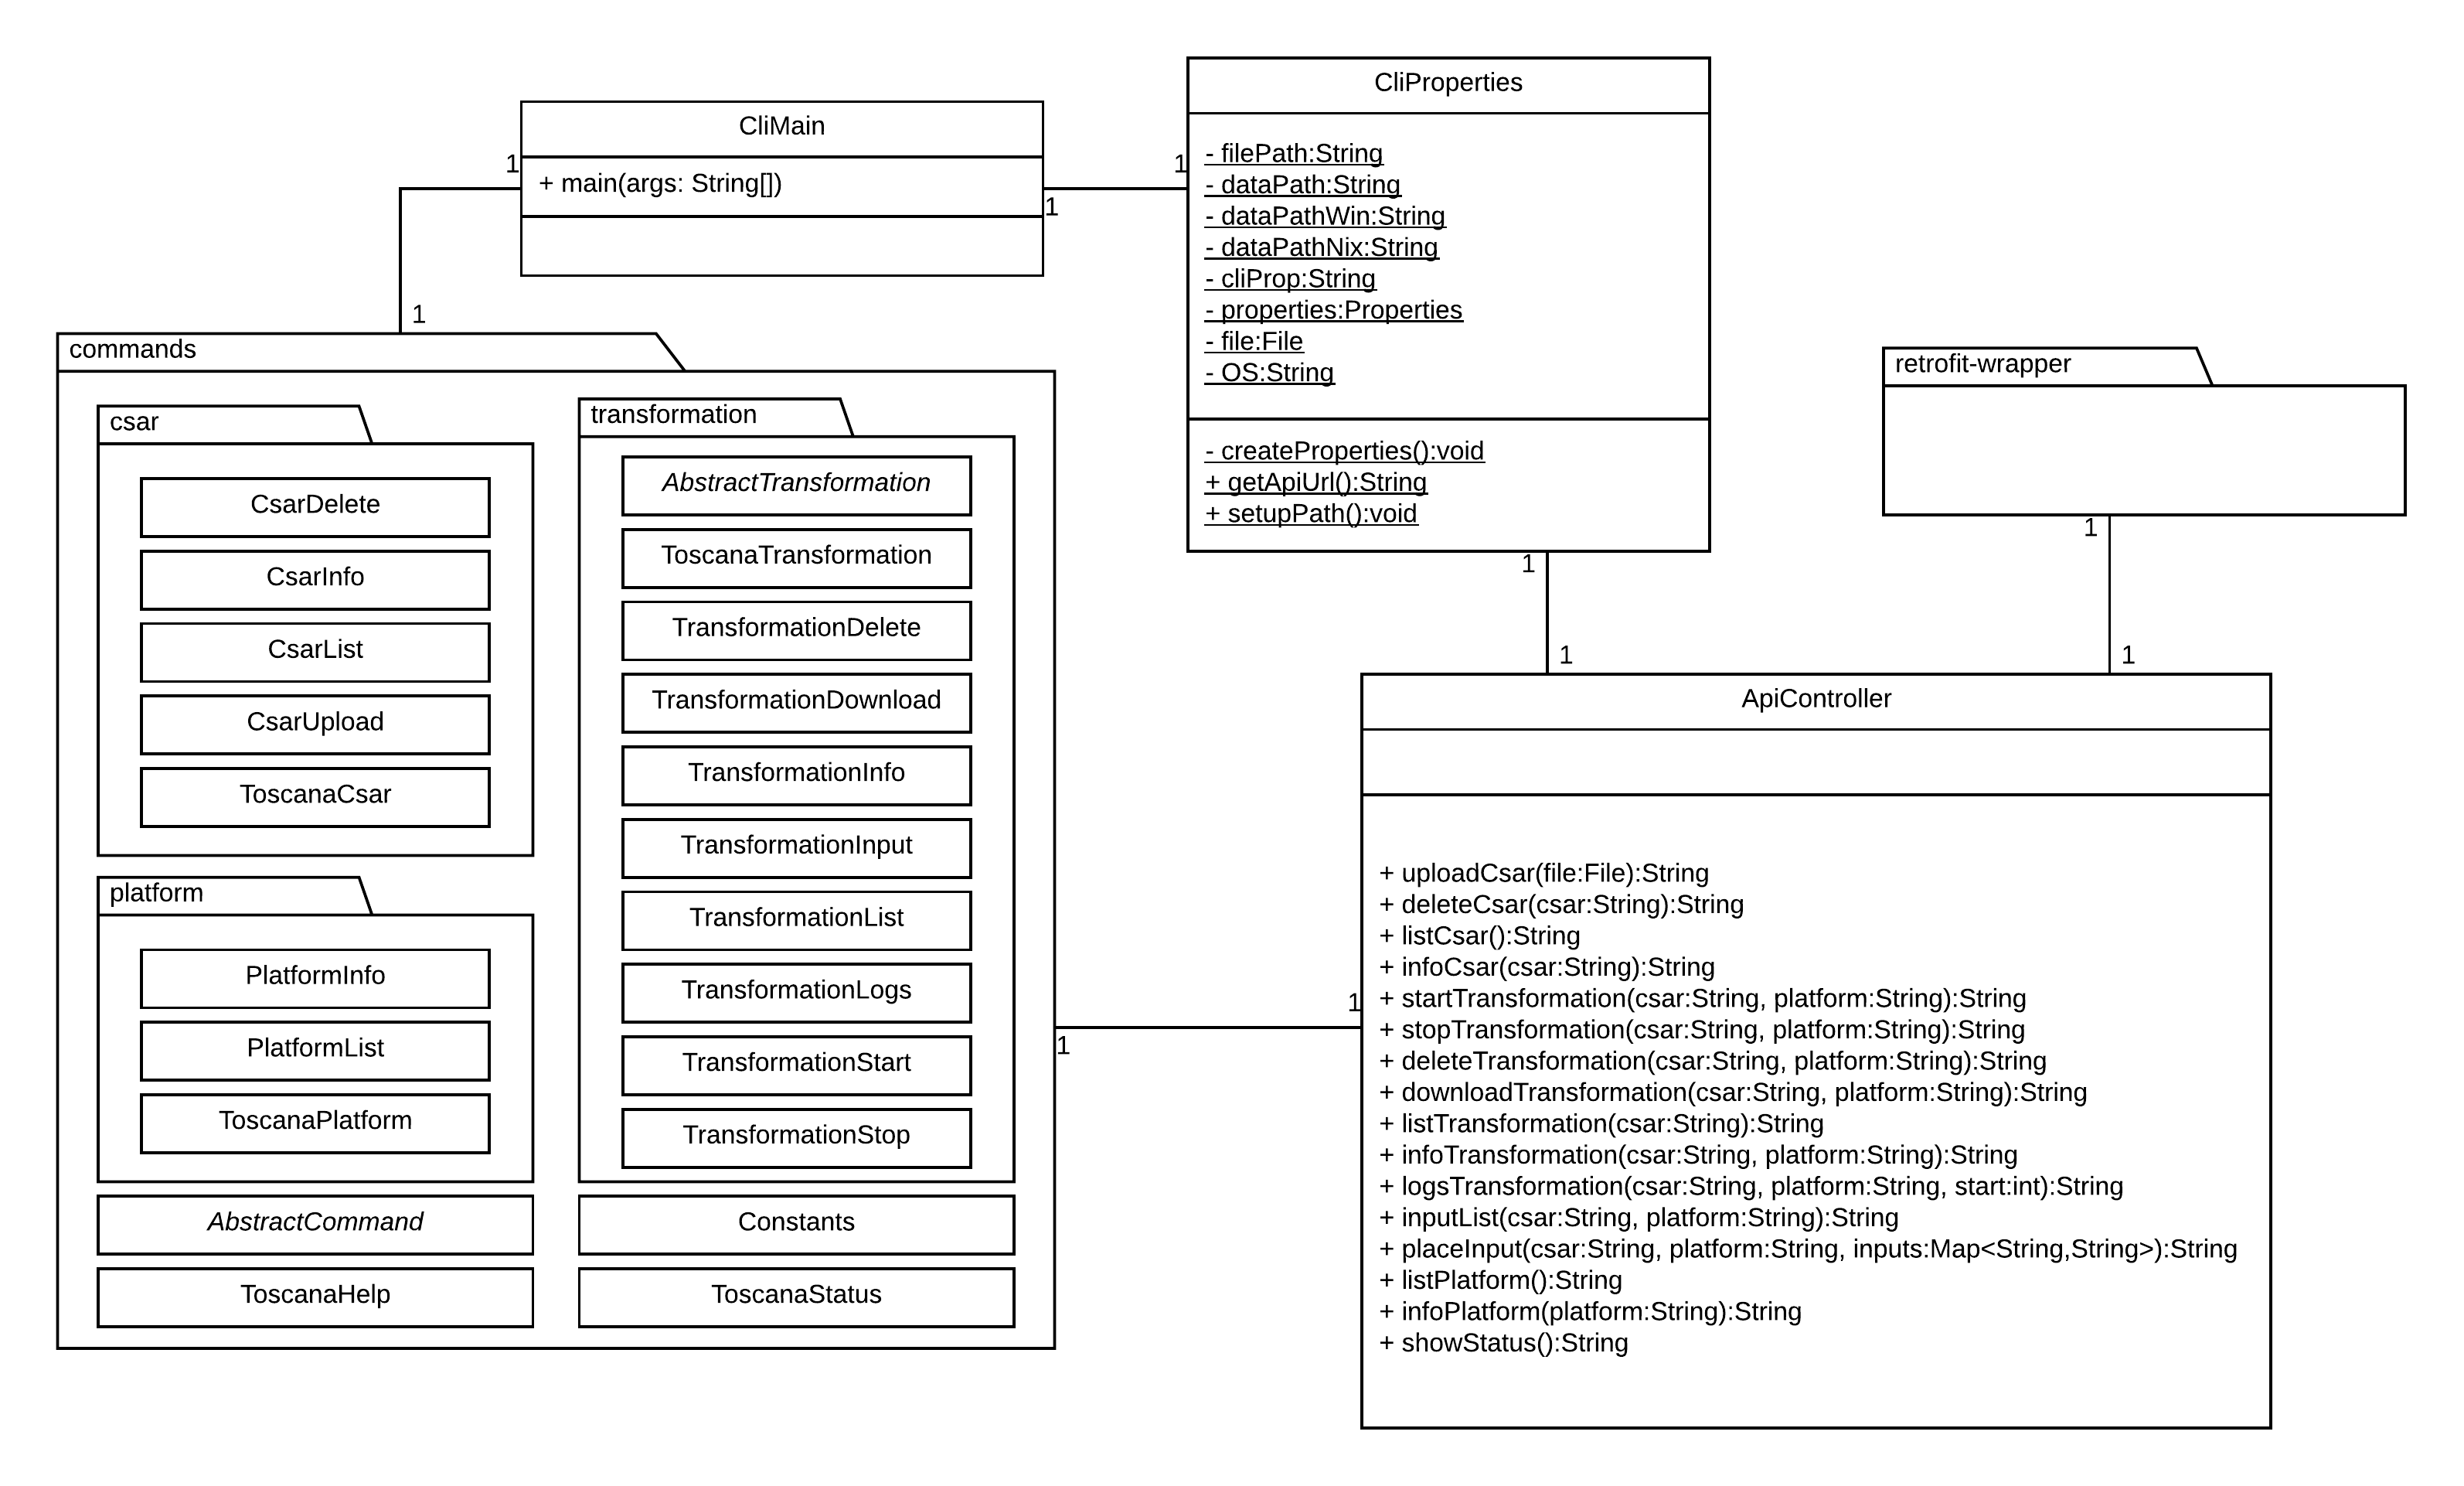 CliMain
+ main(args: String[])
1
1
1
1
CliProperties
- filePath:String
- dataPath:String
- dataPathWin:String
- dataPathNix:String
- cliProp:String
- properties:Properties
- file:File
- OS:String
- createProperties():void
+ getApiUrl():String
+ setupPath():void
1
1
commands
csar
CsarDelete
CsarInfo
CsarList
CsarUpload
ToscanaCsar
platform
PlatformInfo
PlatformList
ToscanaPlatform
AbstractCommand
ToscanaHelp
transformation
AbstractTransformation
ToscanaTransformation
TransformationDelete
TransformationDownload
TransformationInfo
TransformationInput
TransformationList
TransformationLogs
TransformationStart
TransformationStop
Constants
ToscanaStatus
1
1
retrofit-wrapper
1
1
ApiController
+ uploadCsar(file:File):String
+ deleteCsar(csar:String):String
+ listCsar():String
+ infoCsar(csar:String):String
+ startTransformation(csar:String, platform:String):String
+ stopTransformation(csar:String, platform:String):String
+ deleteTransformation(csar:String, platform:String):String
+ downloadTransformation(csar:String, platform:String):String
+ listTransformation(csar:String):String
+ infoTransformation(csar:String, platform:String):String
+ logsTransformation(csar:String, platform:String, start:int):String
+ inputList(csar:String, platform:String):String
+ placeInput(csar:String, platform:String, inputs:Map<String,String>):String
+ listPlatform():String
+ infoPlatform(platform:String):String
+ showStatus():String